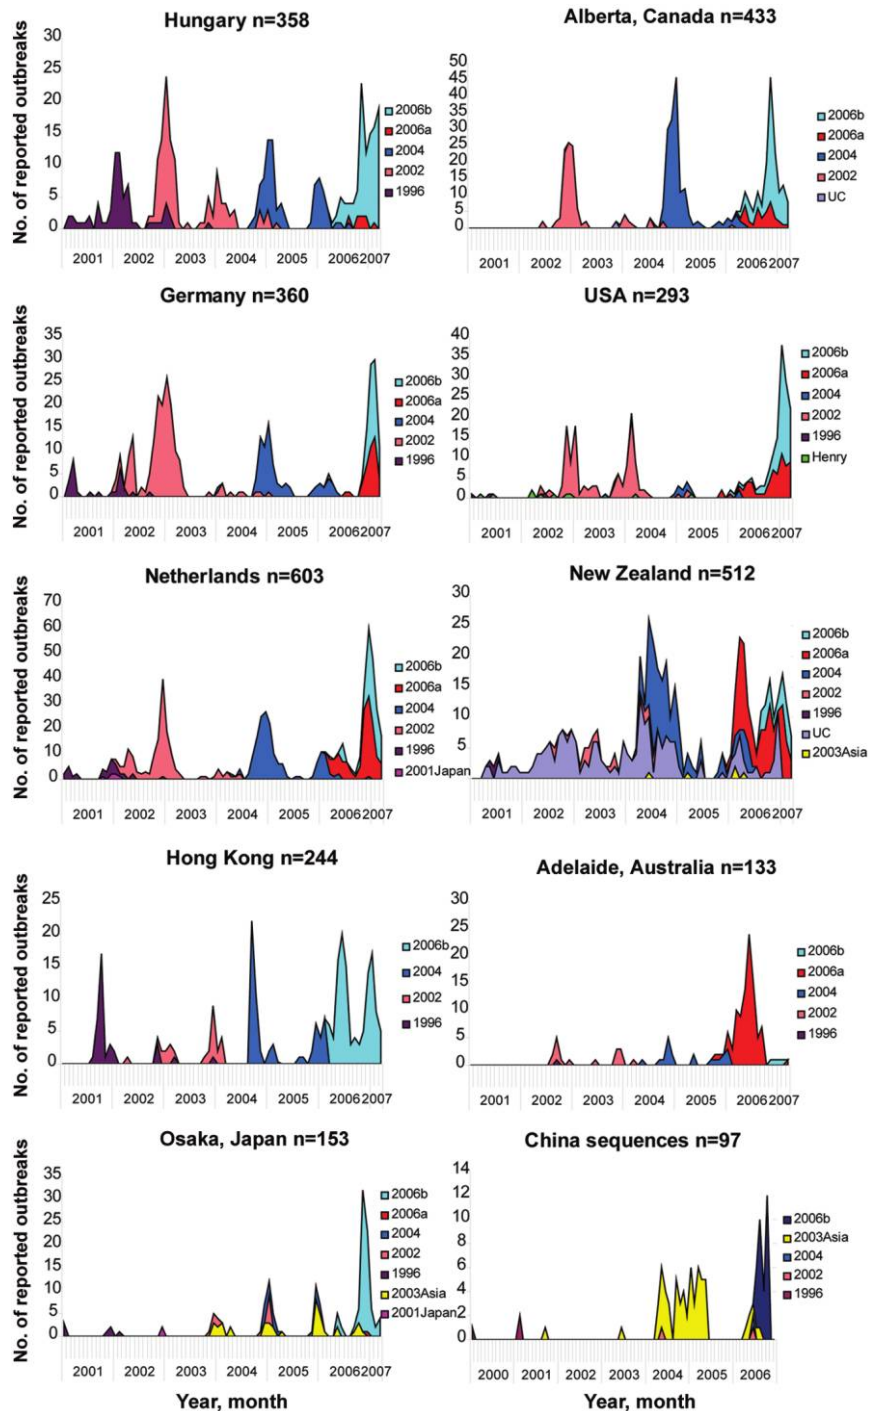 Hungary n=358
No. of reported outbreaks
30
25
20
15
10
5
0
2001 2002 2003 2004 2005 2006 2007
2006b
2006a
2004
2002
1996
Alberta, Canada n=433
50
45
40
35
30
25
20
15
10
5
0
2001 2002 2003 2004 2005 2006 2007
2006b
2006a
2004
2002
UC
Germany n=360
No. of reported outbreaks
35
30
25
20
15
10
5
0
2001 2002 2003 2004 2005 2006 2007
2006b
2006a
2004
2002
1996
USA n=293
40
35
30
25
20
15
10
5
0
2001 2002 2003 2004 2005 2006 2007
2006b
2006a
2004
2002
1996
Henry
Netherlands n=603
No. of reported outbreaks
70
60
50
40
30
20
10
0
2001 2002 2003 2004 2005 2006 2007
2006b
2006a
2004
2002
1996
2001Japan
New Zealand n=512
30
25
20
15
10
5
0
2001 2002 2003 2004 2005 2006 2007
2006b
2006a
2004
2002
1996
UC
2003Asia
Hong Kong n=244
No. of reported outbreaks
25
20
15
10
5
0
2001 2002 2003 2004 2005 2006 2007
2006b
2004
2002
1996
Adelaide, Australia n=133
30
25
20
15
10
5
0
2001 2002 2003 2004 2005 2006 2007
2006b
2006a
2004
2002
1996
Osaka, Japan n=153
No. of reported outbreaks
35
30
25
20
15
10
5
0
2001 2002 2003 2004 2005 2006 2007
2006b
2006a
2004
2002
1996
2003Asia
2001Japan
Year, month
China sequences n=97
14
12
10
8
6
4
2
0
2000 2001 2002 2003 2004 2005 2006
2006b
2003Asia
2004
2002
1996
Year, month